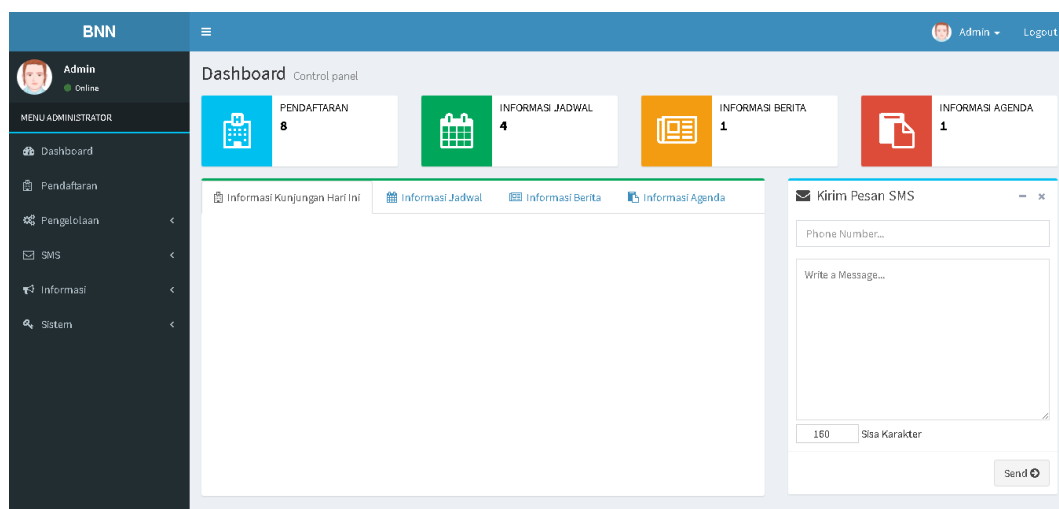 BNN
Admin
Logout
Admin
Online
MENU ADMINISTRATOR
Dashboard
Pendaftaran
Pengelolaan
SMS
Informasi
Sistem
Dashboard Control panel
PENDAFTARAN
8
INFORMASI JADWAL
4
INFORMASI BERITA
1
INFORMASI AGENDA
1
Informasi Kunjungan Hari Ini
Informasi Jadwal
Informasi Berita
Informasi Agenda
Kirim Pesan SMS
Phone Number...
Write a Message...
160 Sisa Karakter
Send